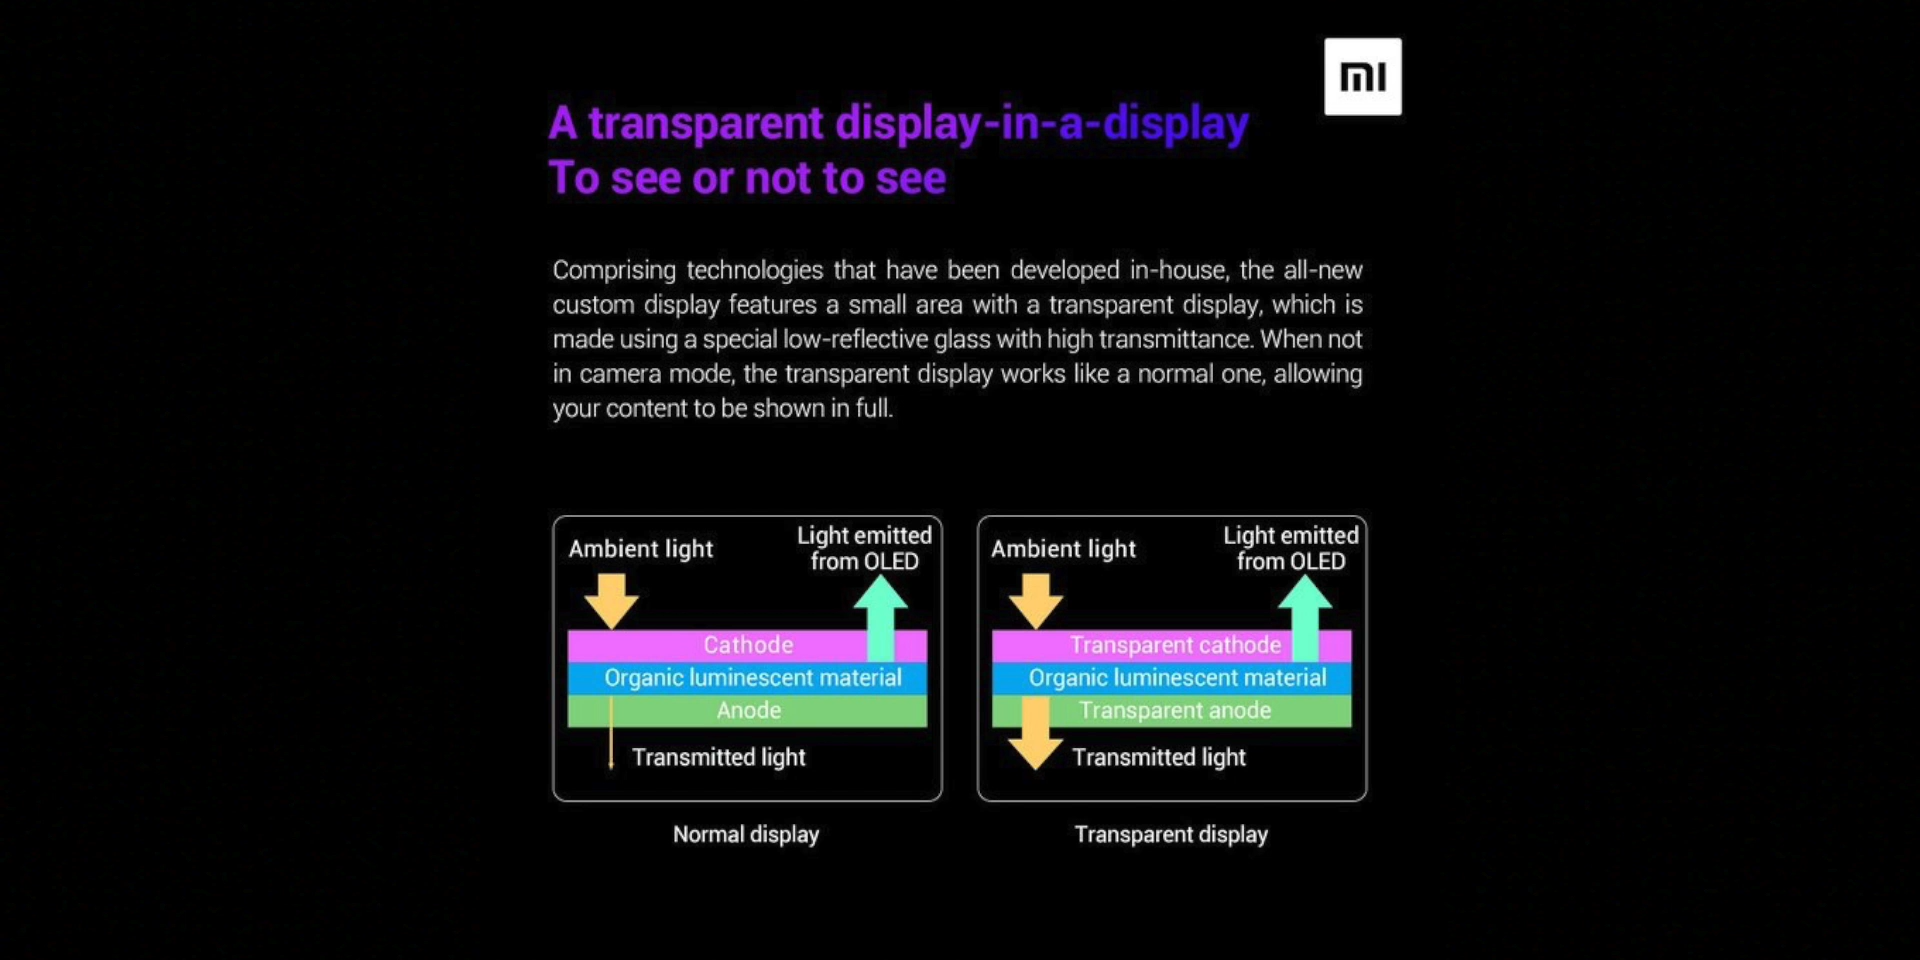 mi
A transparent display-in-a-display
To see or not to see
Comprising technologies that have been developed in-house, the all-new
custom display features a small area with a transparent display, which is
made using a special low-reflective glass with high transmittance. When not
in camera mode, the transparent display works like a normal one, allowing
your content to be shown in full.
Ambient light
Light emitted
from OLED
Cathode
Organic luminescent material
Anode
Transmitted light
Normal display
Ambient light
Light emitted
from OLED
Transparent cathode
Organic luminescent material
Transparent anode
Transmitted light
Transparent display